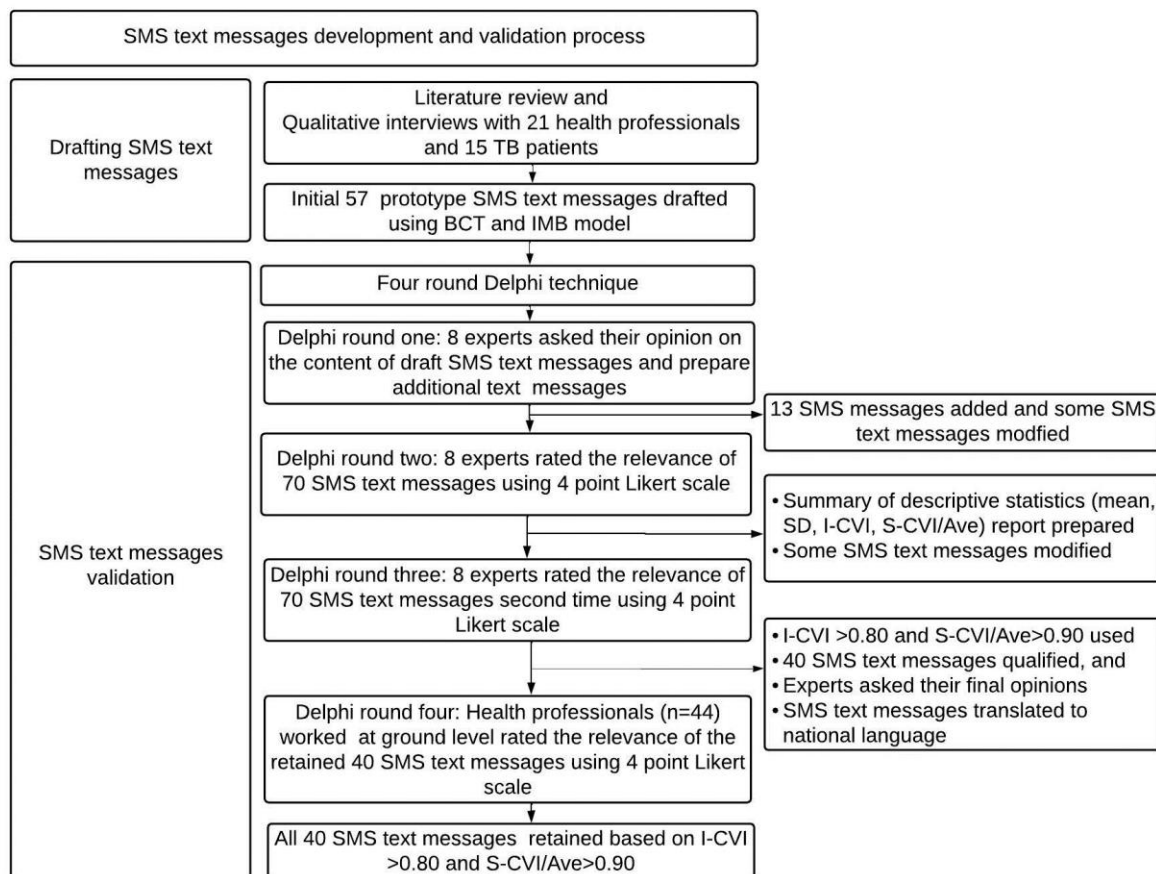 SMS text messages development and validation process
Drafting SMS text
messages
Literature review and
Qualitative interviews with 21 health professionals
and 15 TB patients
Initial 57 prototype SMS text messages drafted
using BCT and IMB model
SMS text messages
validation
Four round Delphi technique
Delphi round one: 8 experts asked their opinion on
the content of draft SMS text messages and prepare
additional text messages
13 SMS messages added and some SMS
text messages modfied
Delphi round two: 8 experts rated the relevance of
70 SMS text messages using 4 point Likert scale
• Summary of descriptive statistics (mean,
SD, I-CVI, S-CVI/Ave) report prepared
• Some SMS text messages modified
Delphi round three: 8 experts rated the relevance of
70 SMS text messages second time using 4 point
Likert scale
• I-CVI >0.80 and S-CVI/Ave>0.90 used
• 40 SMS text messages qualified, and
• Experts asked their final opinions
• SMS text messages translated to
national language
Delphi round four: Health professionals (n=44)
worked at ground level rated the relevance of the
retained 40 SMS text messages using 4 point Likert
scale
All 40 SMS text messages retained based on I-CVI
>0.80 and S-CVI/Ave>0.90